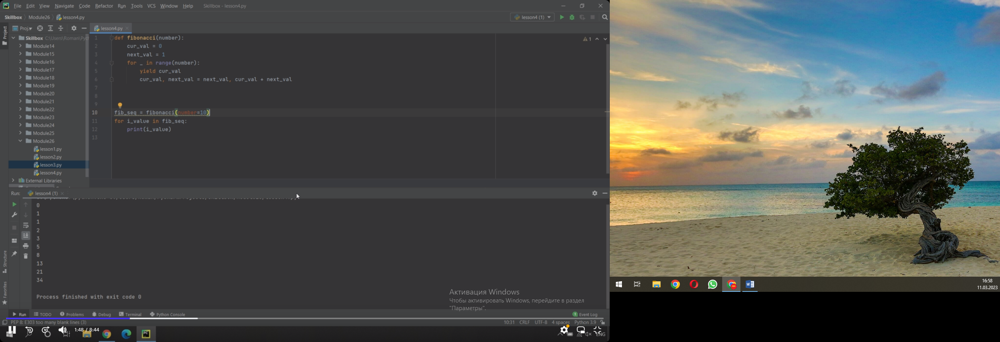 File Edit View Navigate Code Refactor Run Tools VCS Window Help Skillbox - lesson4.py
Skillbox Module26 lesson4.py
lesson4 (1)
Project
Proj
lesson4.py
Skillbox C:\Users\Roman\Pych
Module14
Module15
Module16
Module17
Module18
Module19
Module20
Module21
Module22
Module23
Module24
Module25
Module26
lesson1.py
lesson2.py
lesson3.py
lesson4.py
External Libraries
1 def fibonacci(number):
2 cur_val = 0
3 next_val = 1
4 for _ in range(number):
5 yield cur_val
6 cur_val, next_val = next_val, cur_val + next_val
7
8
9
10 fib_seq = fibonacci(number=10)
11 for i_value in fib_seq:
12 print(i_value)
13
1
Run: lesson4 (1)
0
1
1
2
3
5
8
13
21
34
Process finished with exit code 0
Structure
Favorites
Активация Windows
Чтобы активировать Windows, перейдите в раздел
"Параметры".
Run TODO Problems Debug Terminal Python Console
1 Event Log
PEP 8: E303 too many blank lines (3)
10:31 CRLF UTF-8 4 spaces Python 3.9
10 10 1:48 / 8:44
PC
ENG
W
16:58
11.03.2023